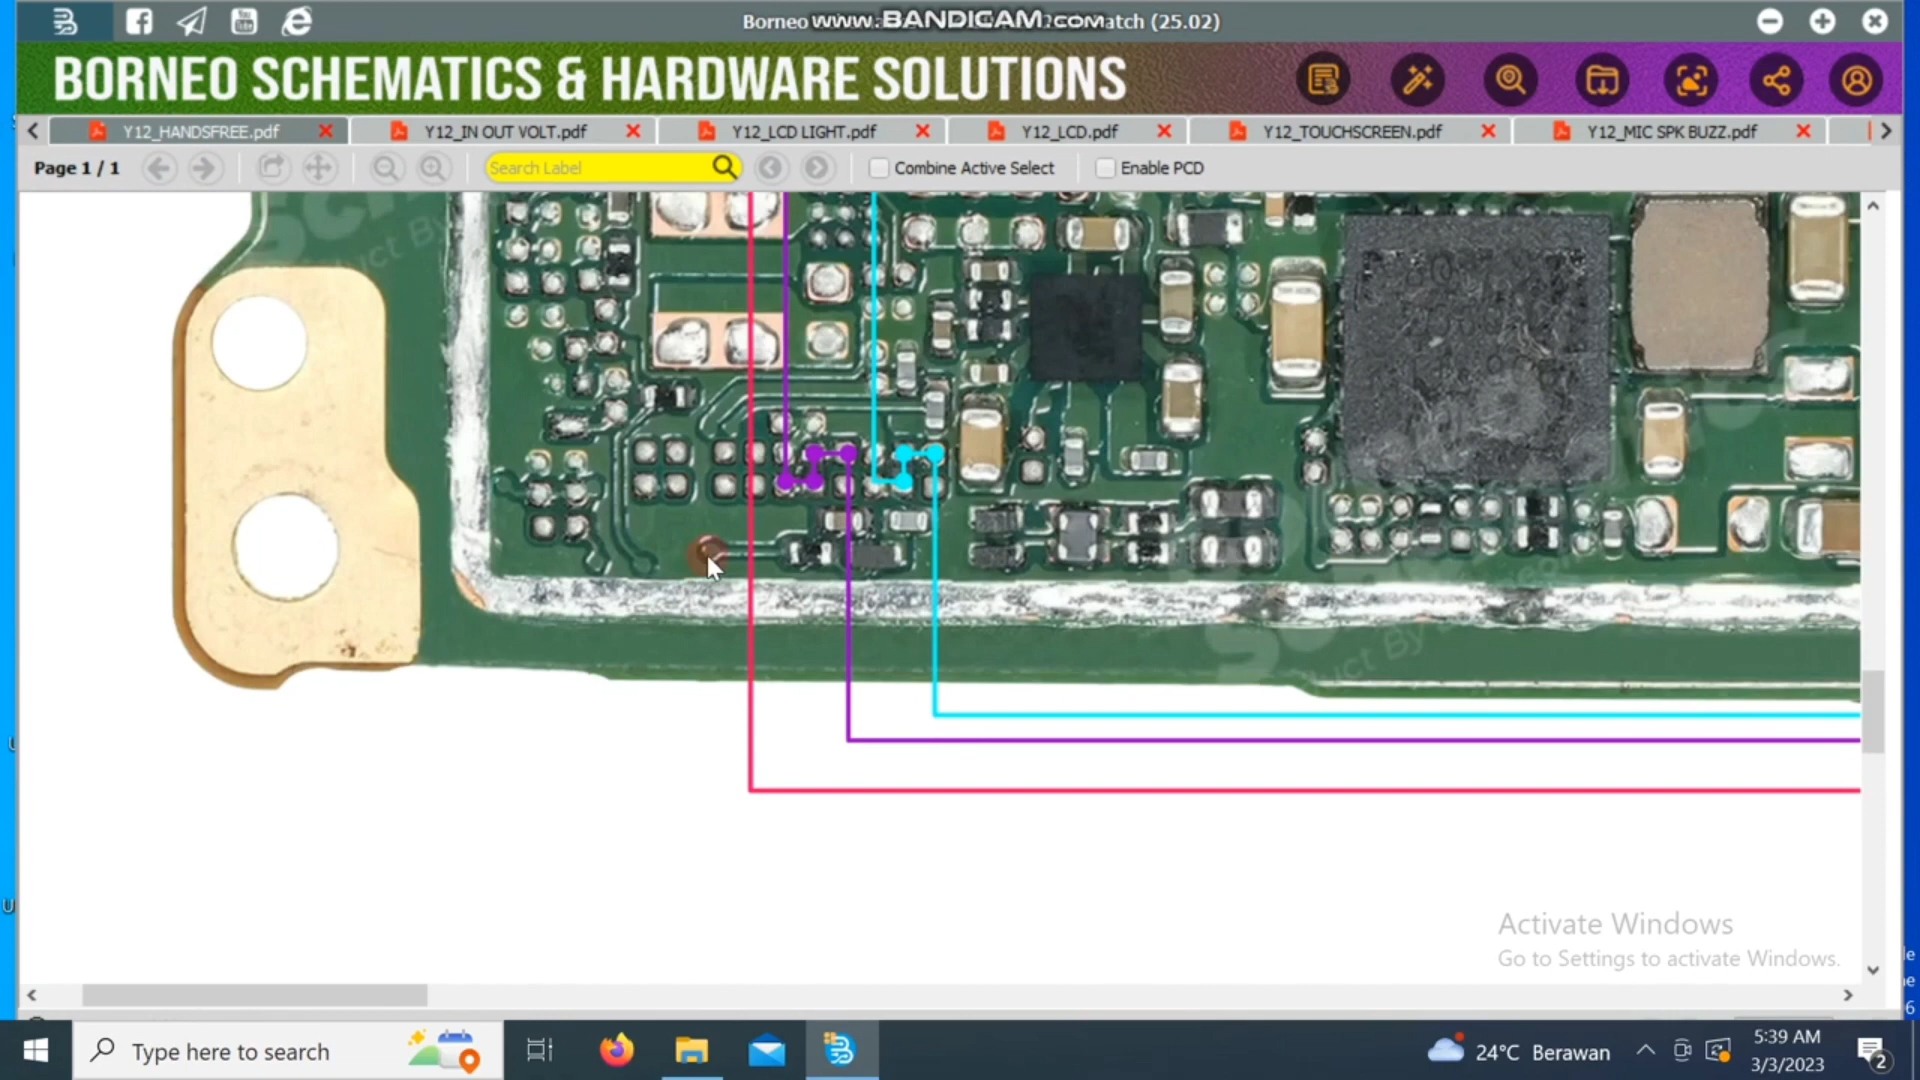 Borneo
www.BANDICAM.COM
atch (25.02)
BORNEO SCHEMATICS & HARDWARE SOLUTIONS
Y12_HANDSFREE.pdf
Y12_IN OUT VOLT.pdf
Y12_LCD LIGHT.pdf
Y12_LCD.pdf
Y12_TOUCHSCREEN.pdf
Y12_MIC SPK BUZZ.pdf
Page 1 / 1
Search Label
Combine Active Select
Enable PCD
Activate Windows
Go to Settings to activate Windows.
Type here to search
24°C Berawan
5:39 AM
3/3/2023
2